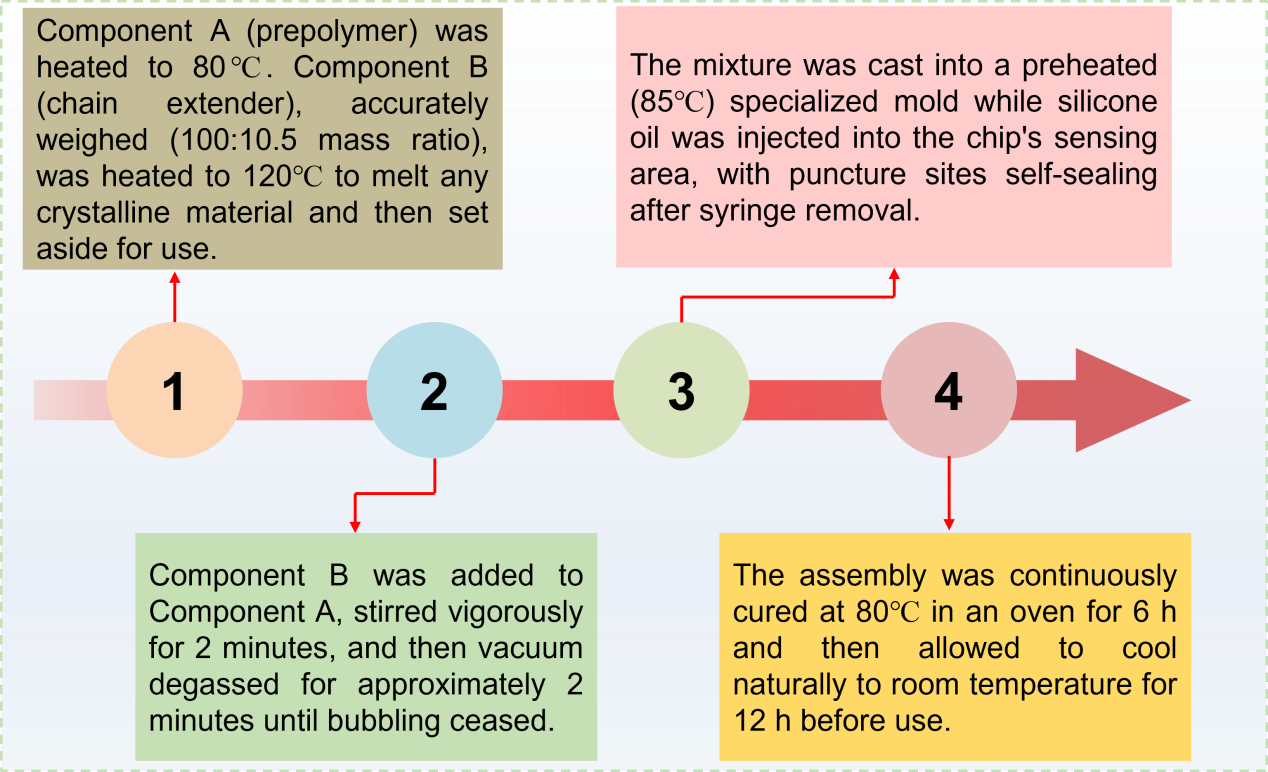 Component A (prepolymer) was
heated to 80℃. Component B
(chain extender), accurately
weighed (100:10.5 mass ratio),
was heated to 120℃ to melt any
crystalline material and then set
aside for use.
The mixture was cast into a preheated
(85℃) specialized mold while silicone
oil was injected into the chip's sensing
area, with puncture sites self-sealing
after syringe removal.
1
2
3
4
Component B was added to
Component A, stirred vigorously
for 2 minutes, and then vacuum
degassed for approximately 2
minutes until bubbling ceased.
The assembly was continuously
cured at 80℃ in an oven for 6 h
and then allowed to cool
naturally to room temperature for
12 h before use.